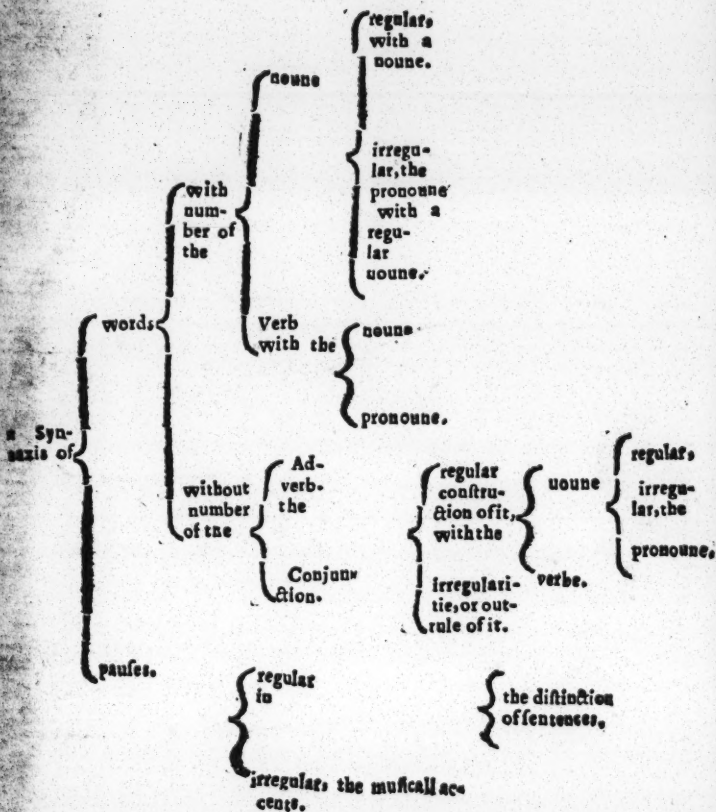 regular,
with a
noune.
noune
irregu-
lar, the
pronoune
with a
regu-
lar
uoune.
with
num-
ber of
the
Verb
with the
noune
pronoune.
words
Syn-
taxis of
without
number
of the
Ad-
verb.
the
Conjun-
ction.
regular
constru-
ction of it,
with the
uoune
regular,
irregu-
lar, the
pronoune.
verbe.
irregulari-
tie, or out-
rule of it.
pauſes.
regular
in
the diſtinction
of ſentences.
irregular, the muſicall ac-
cents.